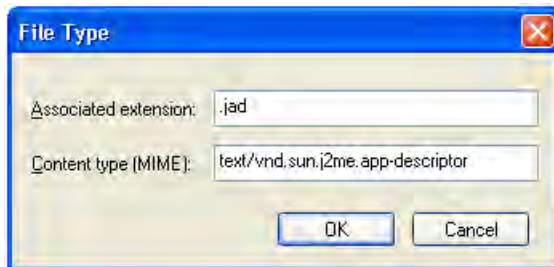 File Type
Associated extension: .jad
Content type (MIME): text/vnd.sun.j2me.app-descriptor
OK Cancel